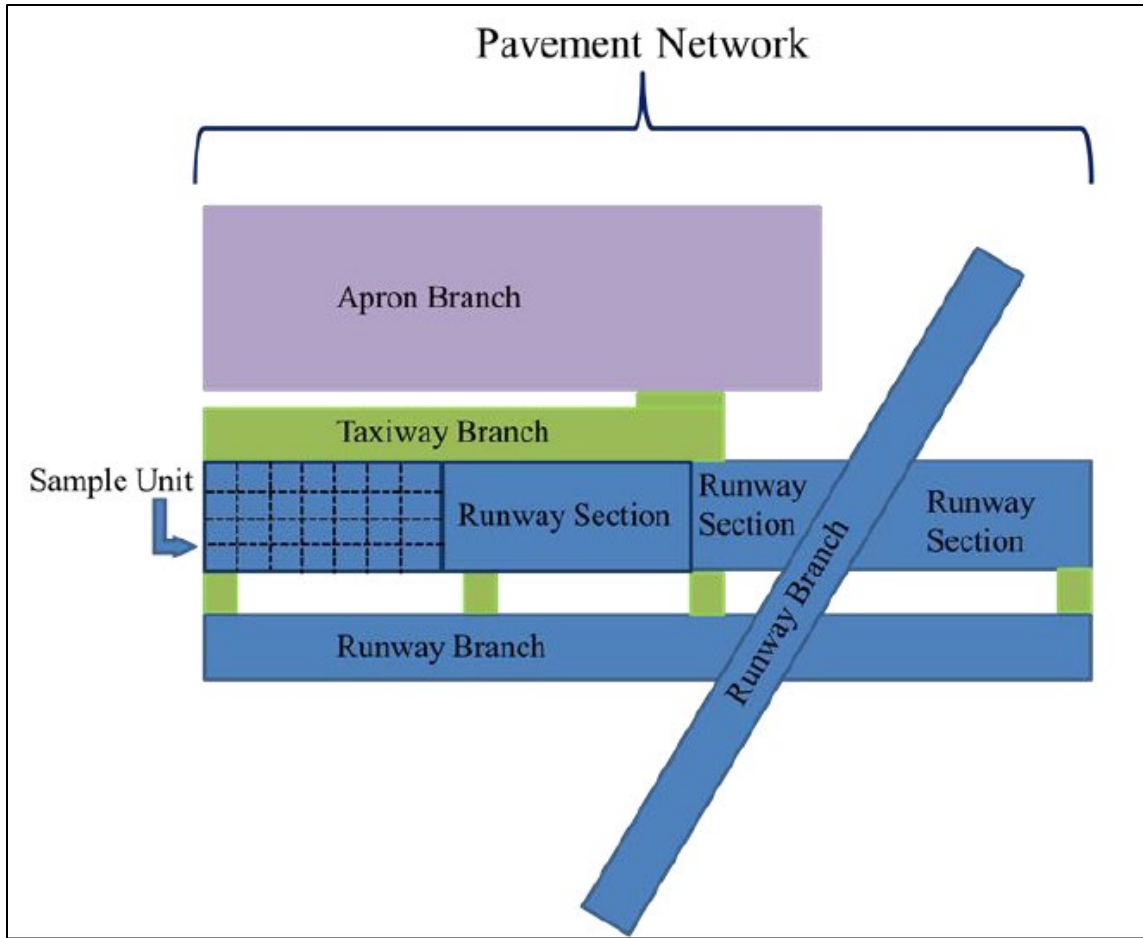 Pavement Network
Apron Branch
Taxiway Branch
Sample Unit
Runway Section
Runway
Section
Runway
Section
Runway Branch
Runway Branch